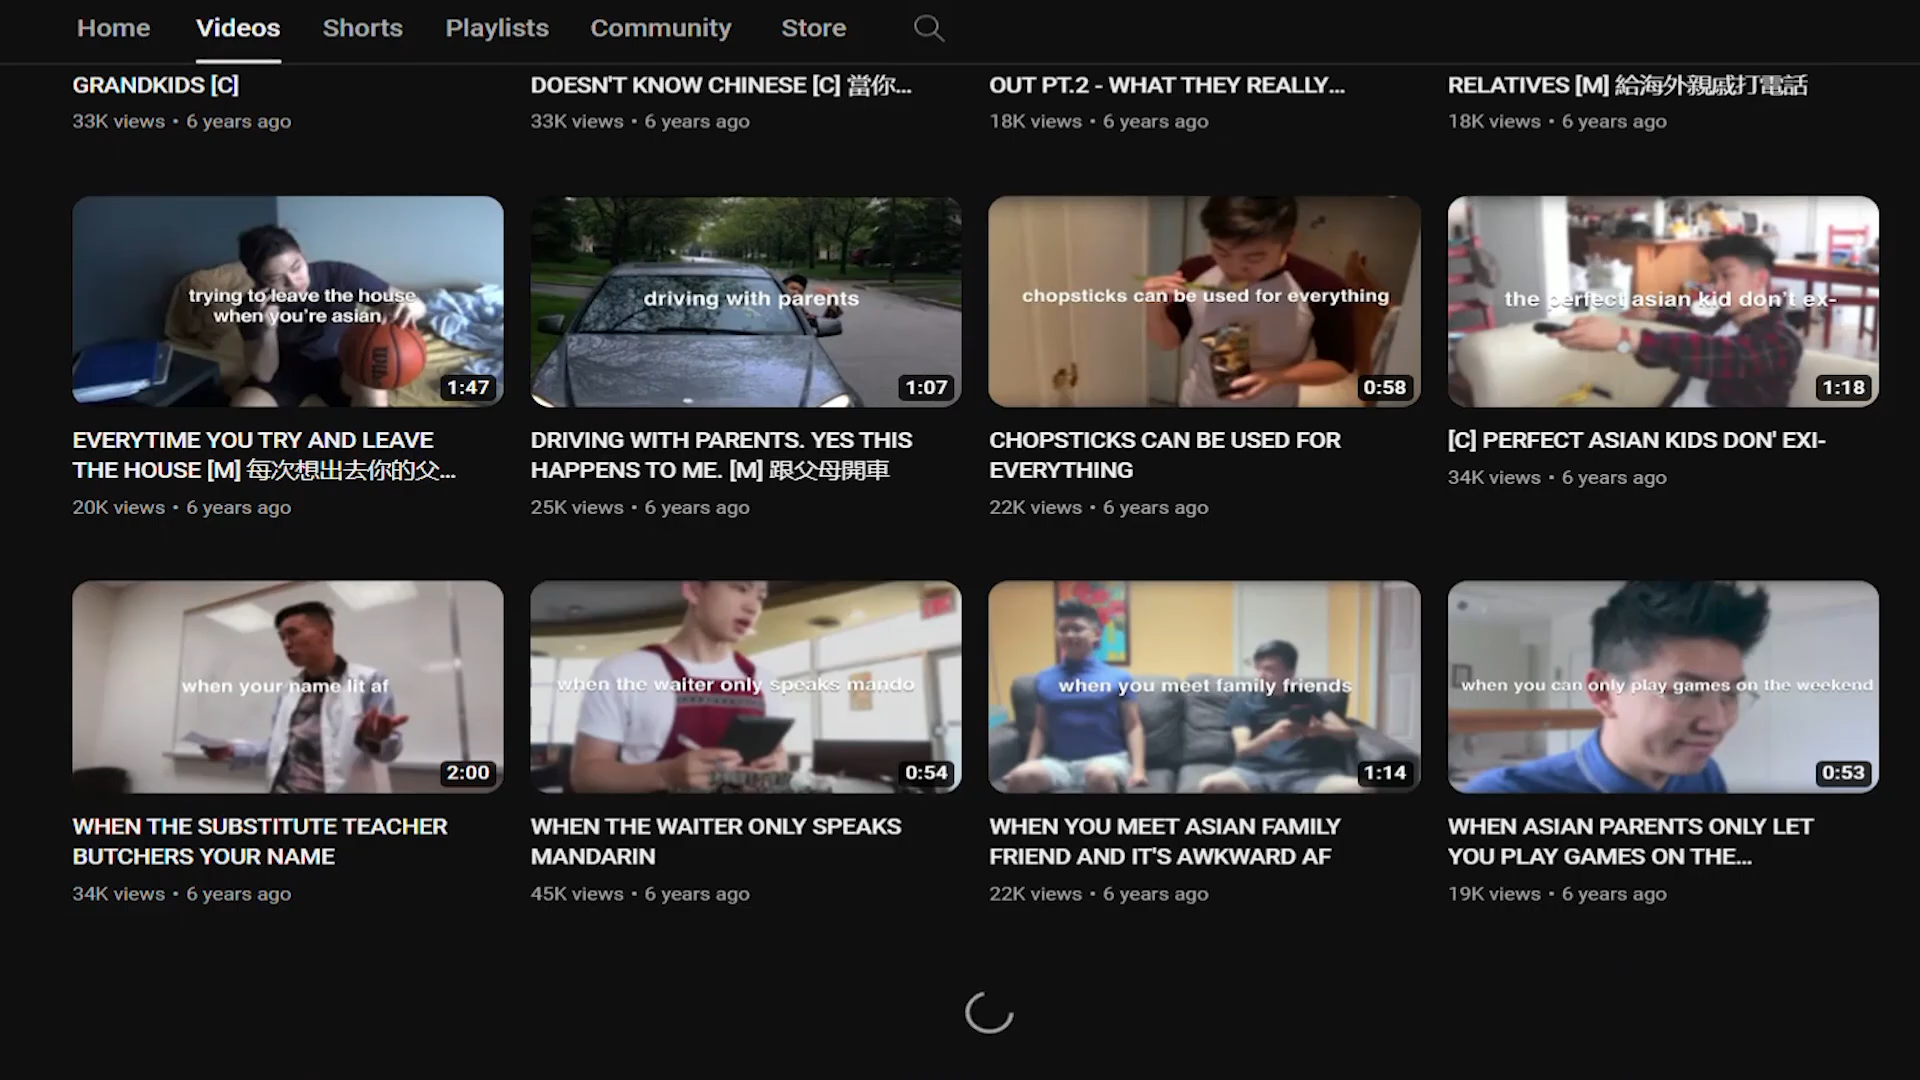 Home Videos Shorts Playlists Community Store
GRANDKIDS [C]
33K views • 6 years ago
DOESN'T KNOW CHINESE [C] 當你...
33K views • 6 years ago
OUT PT.2 - WHAT THEY REALLY...
18K views • 6 years ago
RELATIVES [M] 給海外親戚打電話
18K views • 6 years ago
trying to leave the house
when you're asian
1:47
EVERYTIME YOU TRY AND LEAVE
THE HOUSE [M] 每次想出去你的父...
20K views • 6 years ago
driving with parents
1:07
DRIVING WITH PARENTS. YES THIS
HAPPENS TO ME. [M] 跟父母開車
25K views • 6 years ago
chopsticks can be used for everything
0:58
CHOPSTICKS CAN BE USED FOR
EVERYTHING
22K views • 6 years ago
the perfect asian kid don't ex-
1:18
[C] PERFECT ASIAN KIDS DON' EXI-
34K views • 6 years ago
when your name lit af
2:00
WHEN THE SUBSTITUTE TEACHER
BUTCHERS YOUR NAME
34K views • 6 years ago
when the waiter only speaks mando
0:54
WHEN THE WAITER ONLY SPEAKS
MANDARIN
45K views • 6 years ago
when you meet family friends
1:14
WHEN YOU MEET ASIAN FAMILY
FRIEND AND IT'S AWKWARD AF
22K views • 6 years ago
when you can only play games on the weekend
0:53
WHEN ASIAN PARENTS ONLY LET
YOU PLAY GAMES ON THE...
19K views • 6 years ago